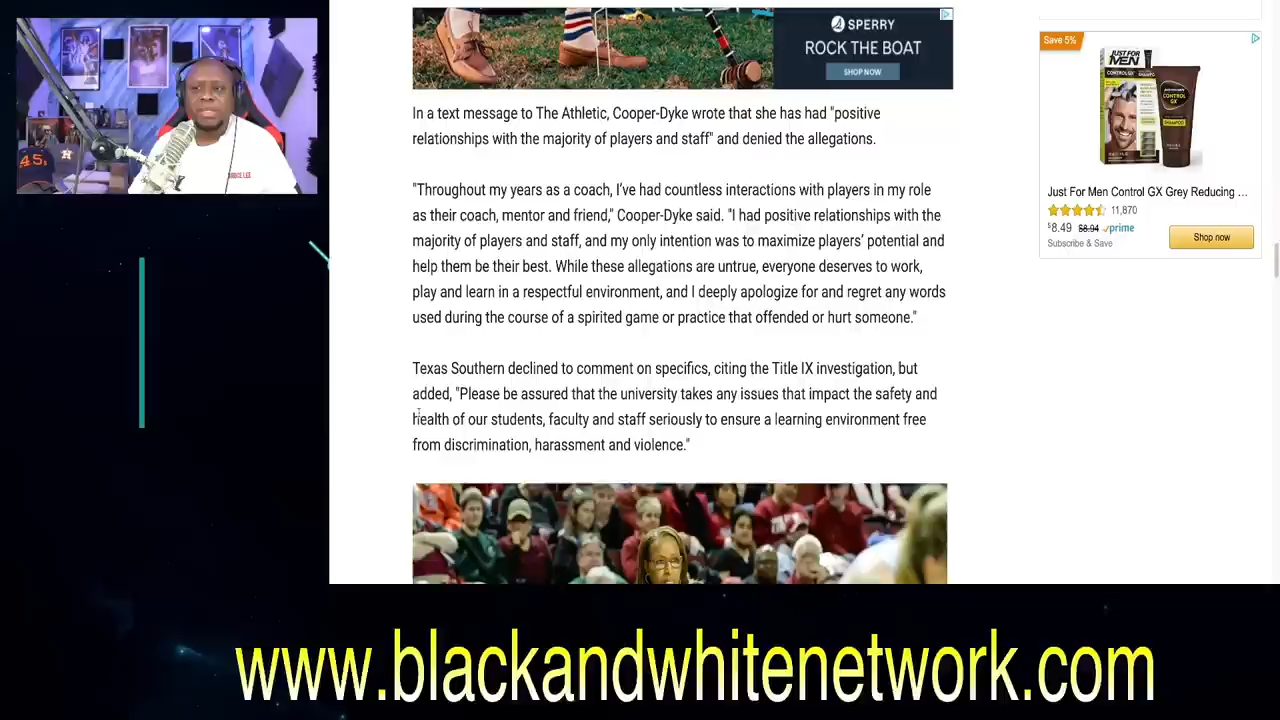 SPERRY
ROCK THE BOAT
SHOP NOW
In a text message to The Athletic, Cooper-Dyke wrote that she has had "positive
relationships with the majority of players and staff" and denied the allegations.
"Throughout my years as a coach, I've had countless interactions with players in my role
as their coach, mentor and friend," Cooper-Dyke said. "I had positive relationships with the
majority of players and staff, and my only intention was to maximize players' potential and
help them be their best. While these allegations are untrue, everyone deserves to work,
play and learn in a respectful environment, and I deeply apologize for and regret any words
used during the course of a spirited game or practice that offended or hurt someone."
Texas Southern declined to comment on specifics, citing the Title IX investigation, but
added, "Please be assured that the university takes any issues that impact the safety and
health of our students, faculty and staff seriously to ensure a learning environment free
from discrimination, harassment and violence."
Save 5%
JUST FOR
MEN
CONTROL GX
CONTROL
GX
SHAMPOO
Just For Men Control GX Grey Reducing ...
11,870
$8.49 $8.94 prime
Subscribe & Save
Shop now
45s
BRUCE LEE
www.blackandwhitenetwork.com